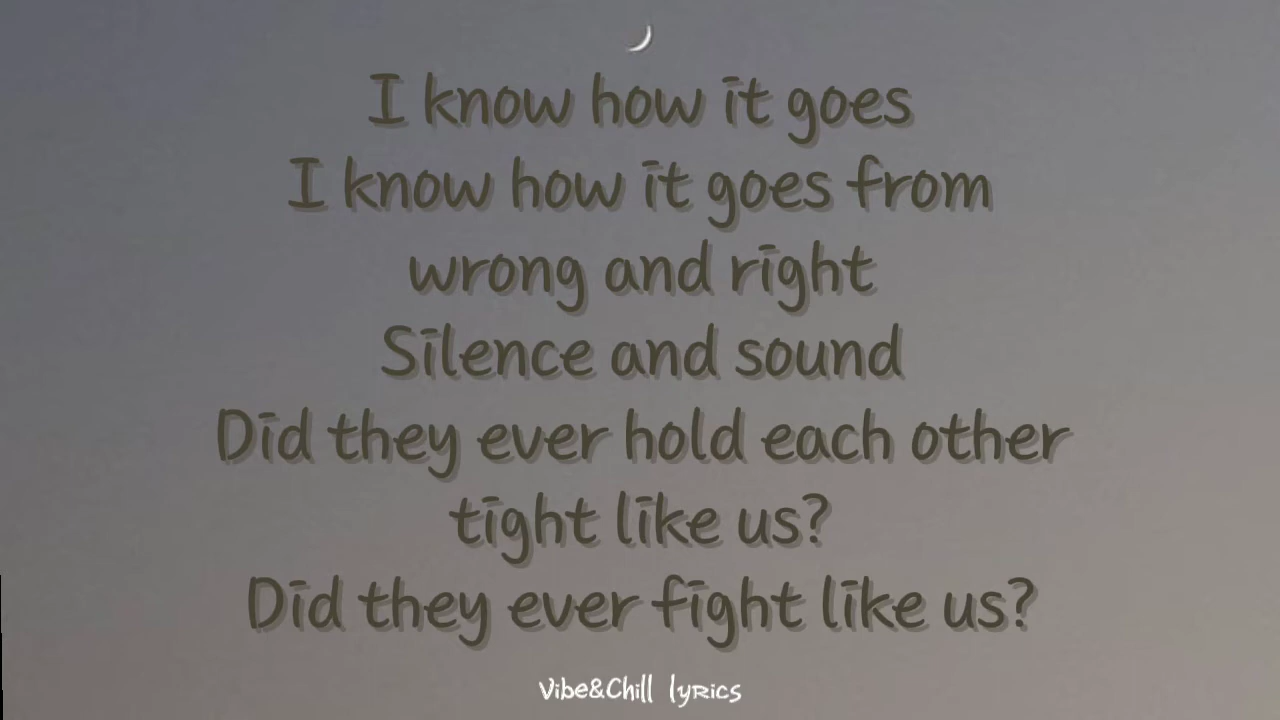 I know how it goes
I know how it goes from
wrong and right
Silence and sound
Did they ever hold each other
tight like us?
Did they ever fight like us?
Vibe&Chill lyrics